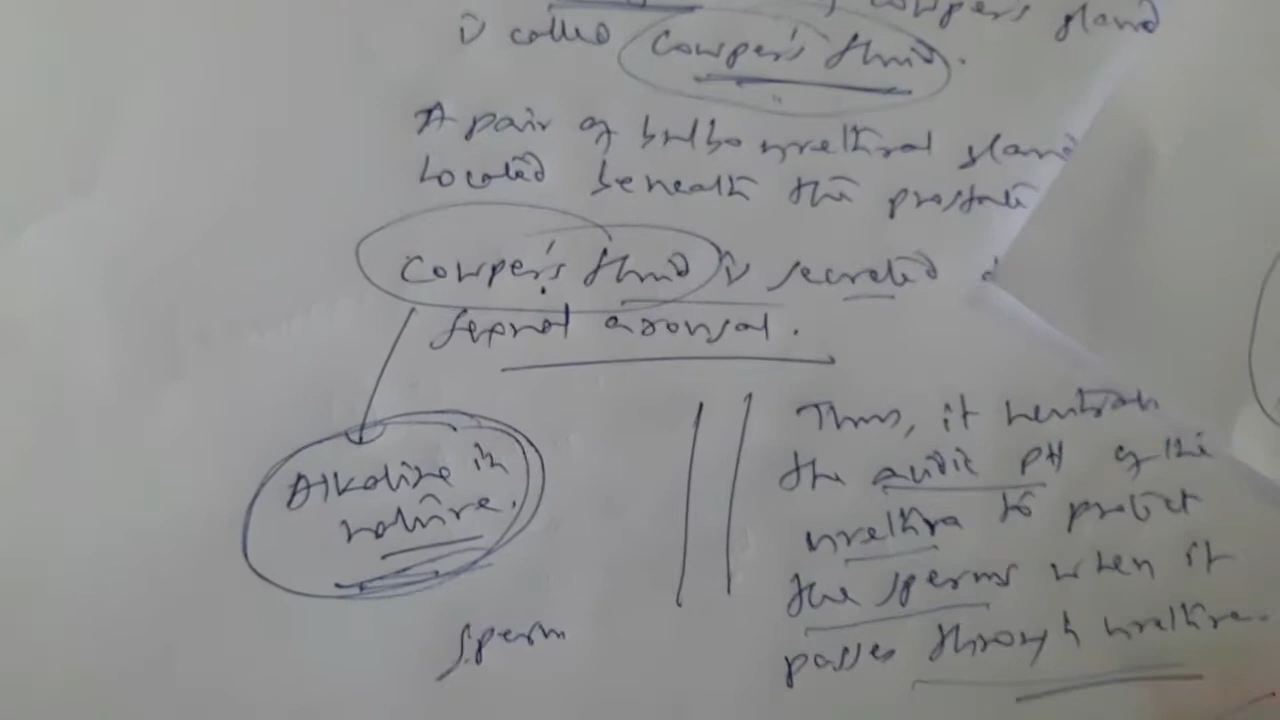 Cowper's gland
is called Cowper's fluid.
A pair of bulbourethral gland
Located beneath the prostate
Cowper's fluid is secreted
sexual arousal.
Alkaline in
nature.
Thus, it
the acidic pH of the
urethra to protect
the sperms when it
passes through urethra.
Sperm